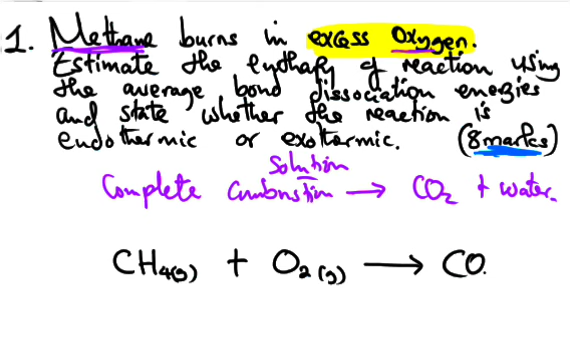 1. Methane burns in excess Oxygen.
Estimate the enthalpy of reaction using
the average bond dissociation energies
and state whether the reaction is
endothermic or exothermic. (8 marks)
Solution
Complete Combustion → CO₂ + water.
CH₄(g) + O₂(g) → CO.